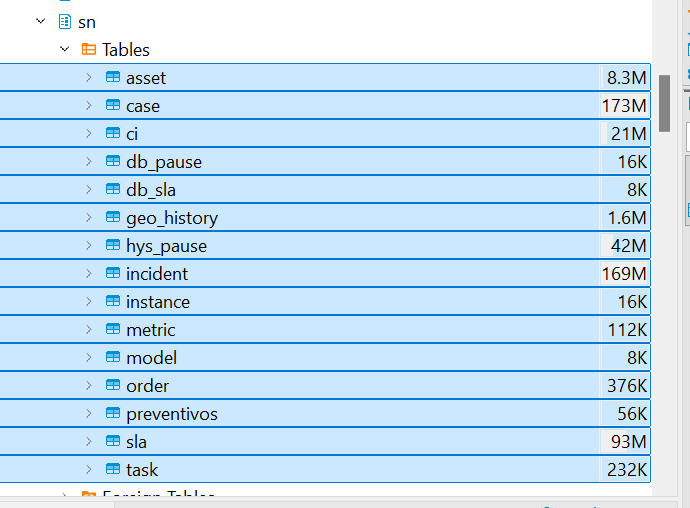 sn
Tables
asset 8.3M
case 173M
ci 21M
db_pause 16K
db_sla 8K
geo_history 1.6M
hys_pause 42M
incident 169M
instance 16K
metric 112K
model 8K
order 376K
preventivos 56K
sla 93M
task 232K
Foreign Tables